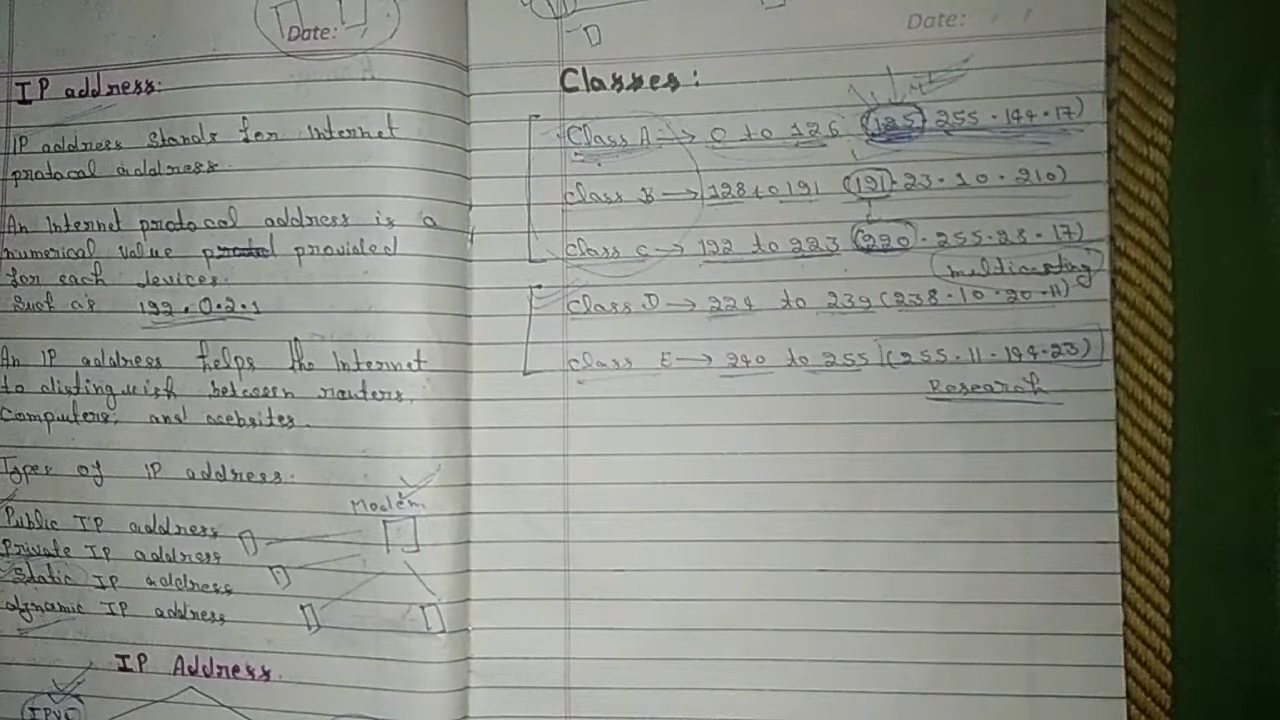 Date:
IP address:
IP address stands for internet
protocal address.
An Internet protocal address is a
numerical value provided
for each devices.
Such as 192.0.2.1
An IP address helps the Internet
to distinguish between routers,
Computers, and websites.
Types of IP address:
Modem
Public IP address
Private IP address
Static IP address
dynamic IP address
IP Address.
Date:
Classes:
Class A → 0 to 126 (125) 255.144.17)
Class B → 128 to 191 (191.23.10.210)
Class C → 192 to 223 (220.255.28.17)
multicasting
Class D → 224 to 239 (238.10.20.11)
Class E → 240 to 255 (255.11.144.23)
Research